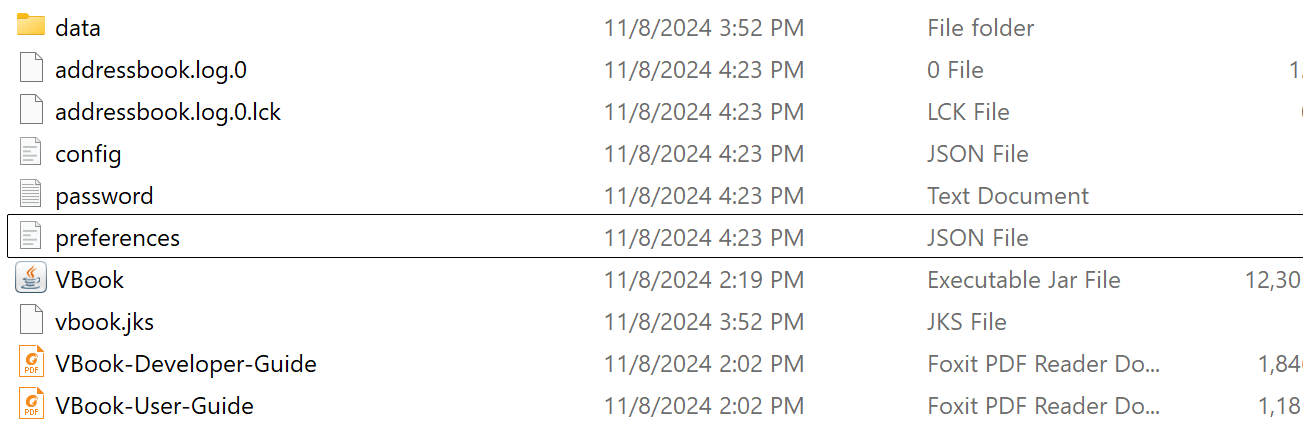 data 11/8/2024 3:52 PM File folder
addressbook.log.0 11/8/2024 4:23 PM 0 File 1
addressbook.log.0.lck 11/8/2024 4:23 PM LCK File
config 11/8/2024 4:23 PM JSON File
password 11/8/2024 4:23 PM Text Document
preferences 11/8/2024 4:23 PM JSON File
VBook 11/8/2024 2:19 PM Executable Jar File 12,30
vbook.jks 11/8/2024 3:52 PM JKS File
PDF VBook-Developer-Guide 11/8/2024 2:02 PM Foxit PDF Reader Do... 1,84
PDF VBook-User-Guide 11/8/2024 2:02 PM Foxit PDF Reader Do... 1,18